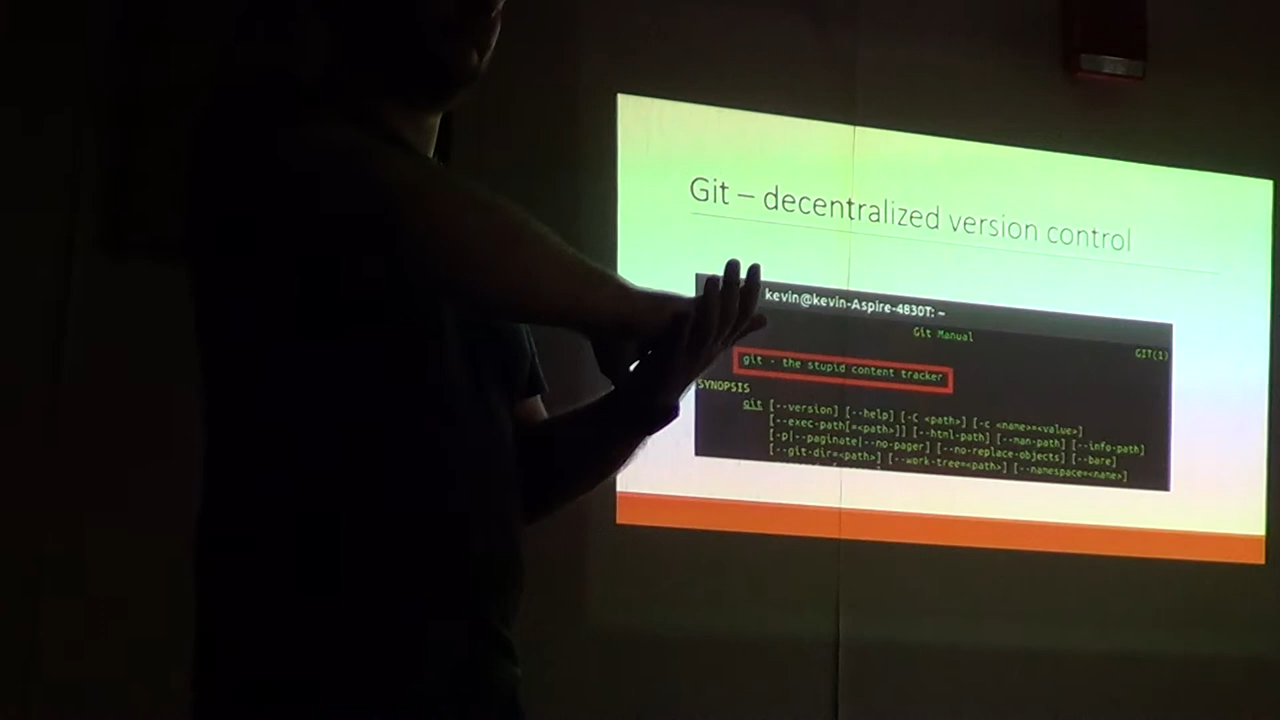 Git – decentralized version control
kevin@kevin-Aspire-4830T: ~
Git Manual
GIT(1)
git - the stupid content tracker
SYNOPSIS
git [--version] [--help] [-c <path>] [-c <name>=<value>]
[--exec-path[=<path>]] [--html-path] [--man-path] [--info-path]
[-p|--paginate|--no-pager] [--no-replace-objects] [--bare]
[--git-dir=<path>] [--work-tree=<path>] [--namespace=<name>]